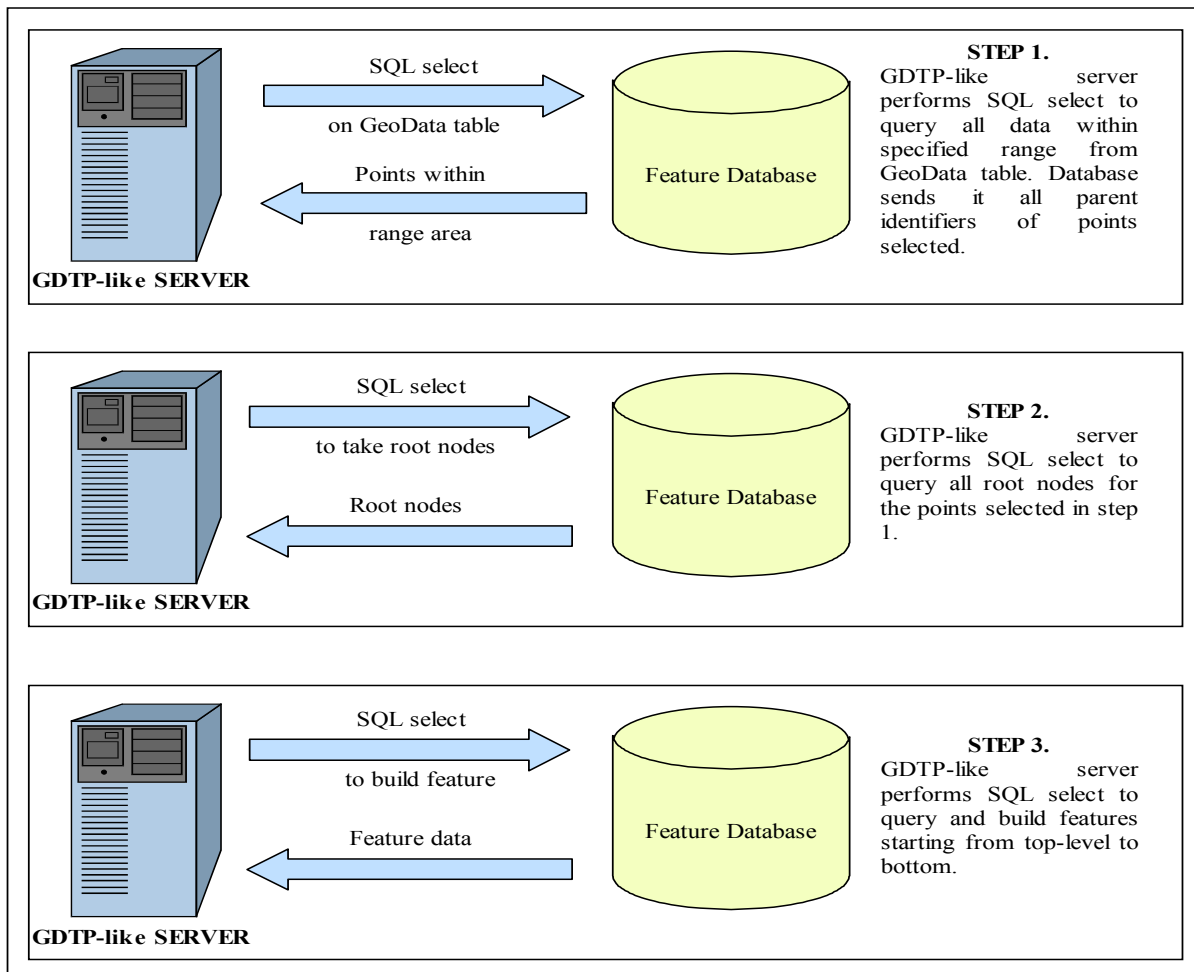 SQL select
on GeoData table
Points within
range area
GDTP-like SERVER
Feature Database
STEP 1.
GDTP-like server
performs SQL select to
query all data within
specified range from
GeoData table. Database
sends it all parent
identifiers of points
selected.
SQL select
to take root nodes
Root nodes
GDTP-like SERVER
Feature Database
STEP 2.
GDTP-like server
performs SQL select to
query all root nodes for
the points selected in step
1.
SQL select
to build feature
Feature data
GDTP-like SERVER
Feature Database
STEP 3.
GDTP-like server
performs SQL select to
query and build features
starting from top-level to
bottom.